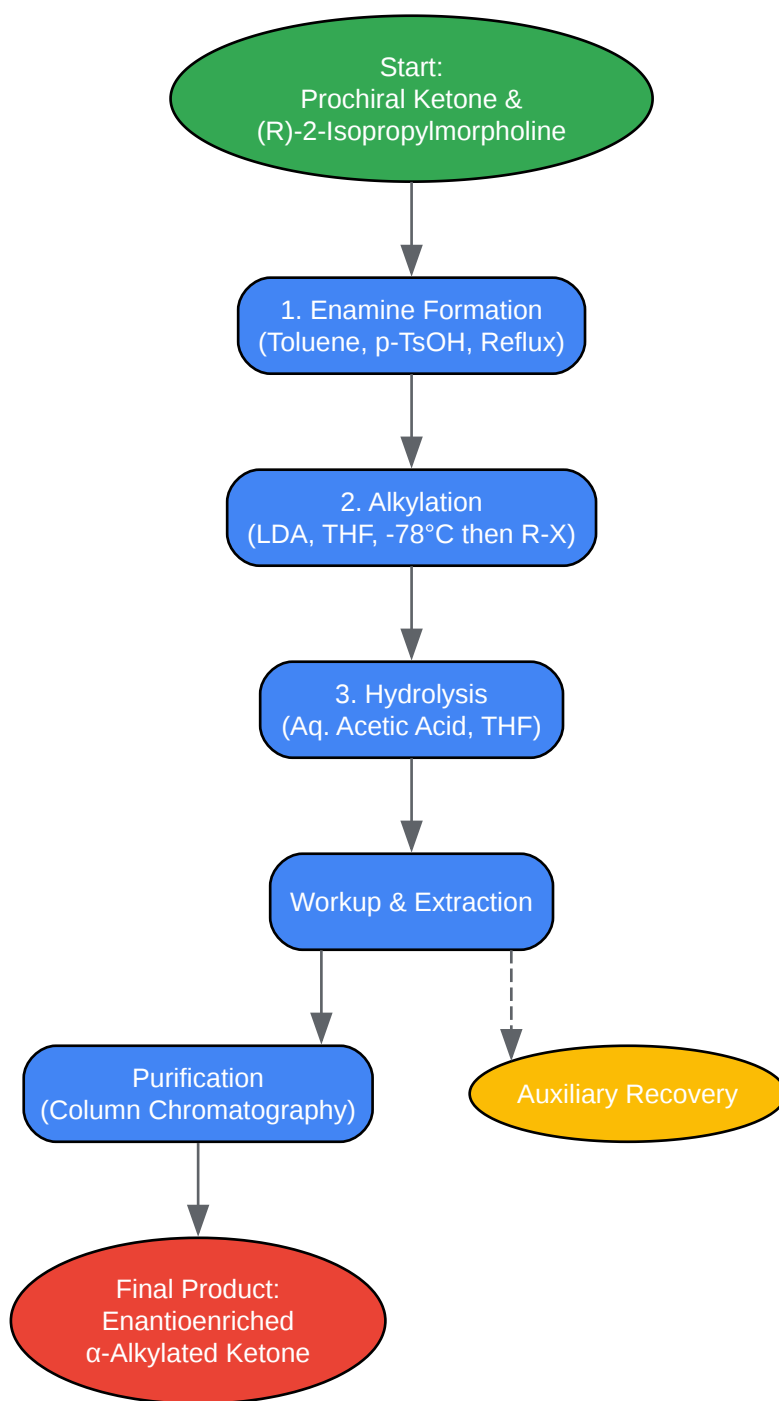 Start:
Prochiral Ketone &
(R)-2-Isopropylmorpholine
1. Enamine Formation
(Toluene, p-TsOH, Reflux)
2. Alkylation
(LDA, THF, -78°C then R-X)
3. Hydrolysis
(Aq. Acetic Acid, THF)
Workup & Extraction
Purification
(Column Chromatography)
Auxiliary Recovery
Final Product:
Enantioenriched
α-Alkylated Ketone